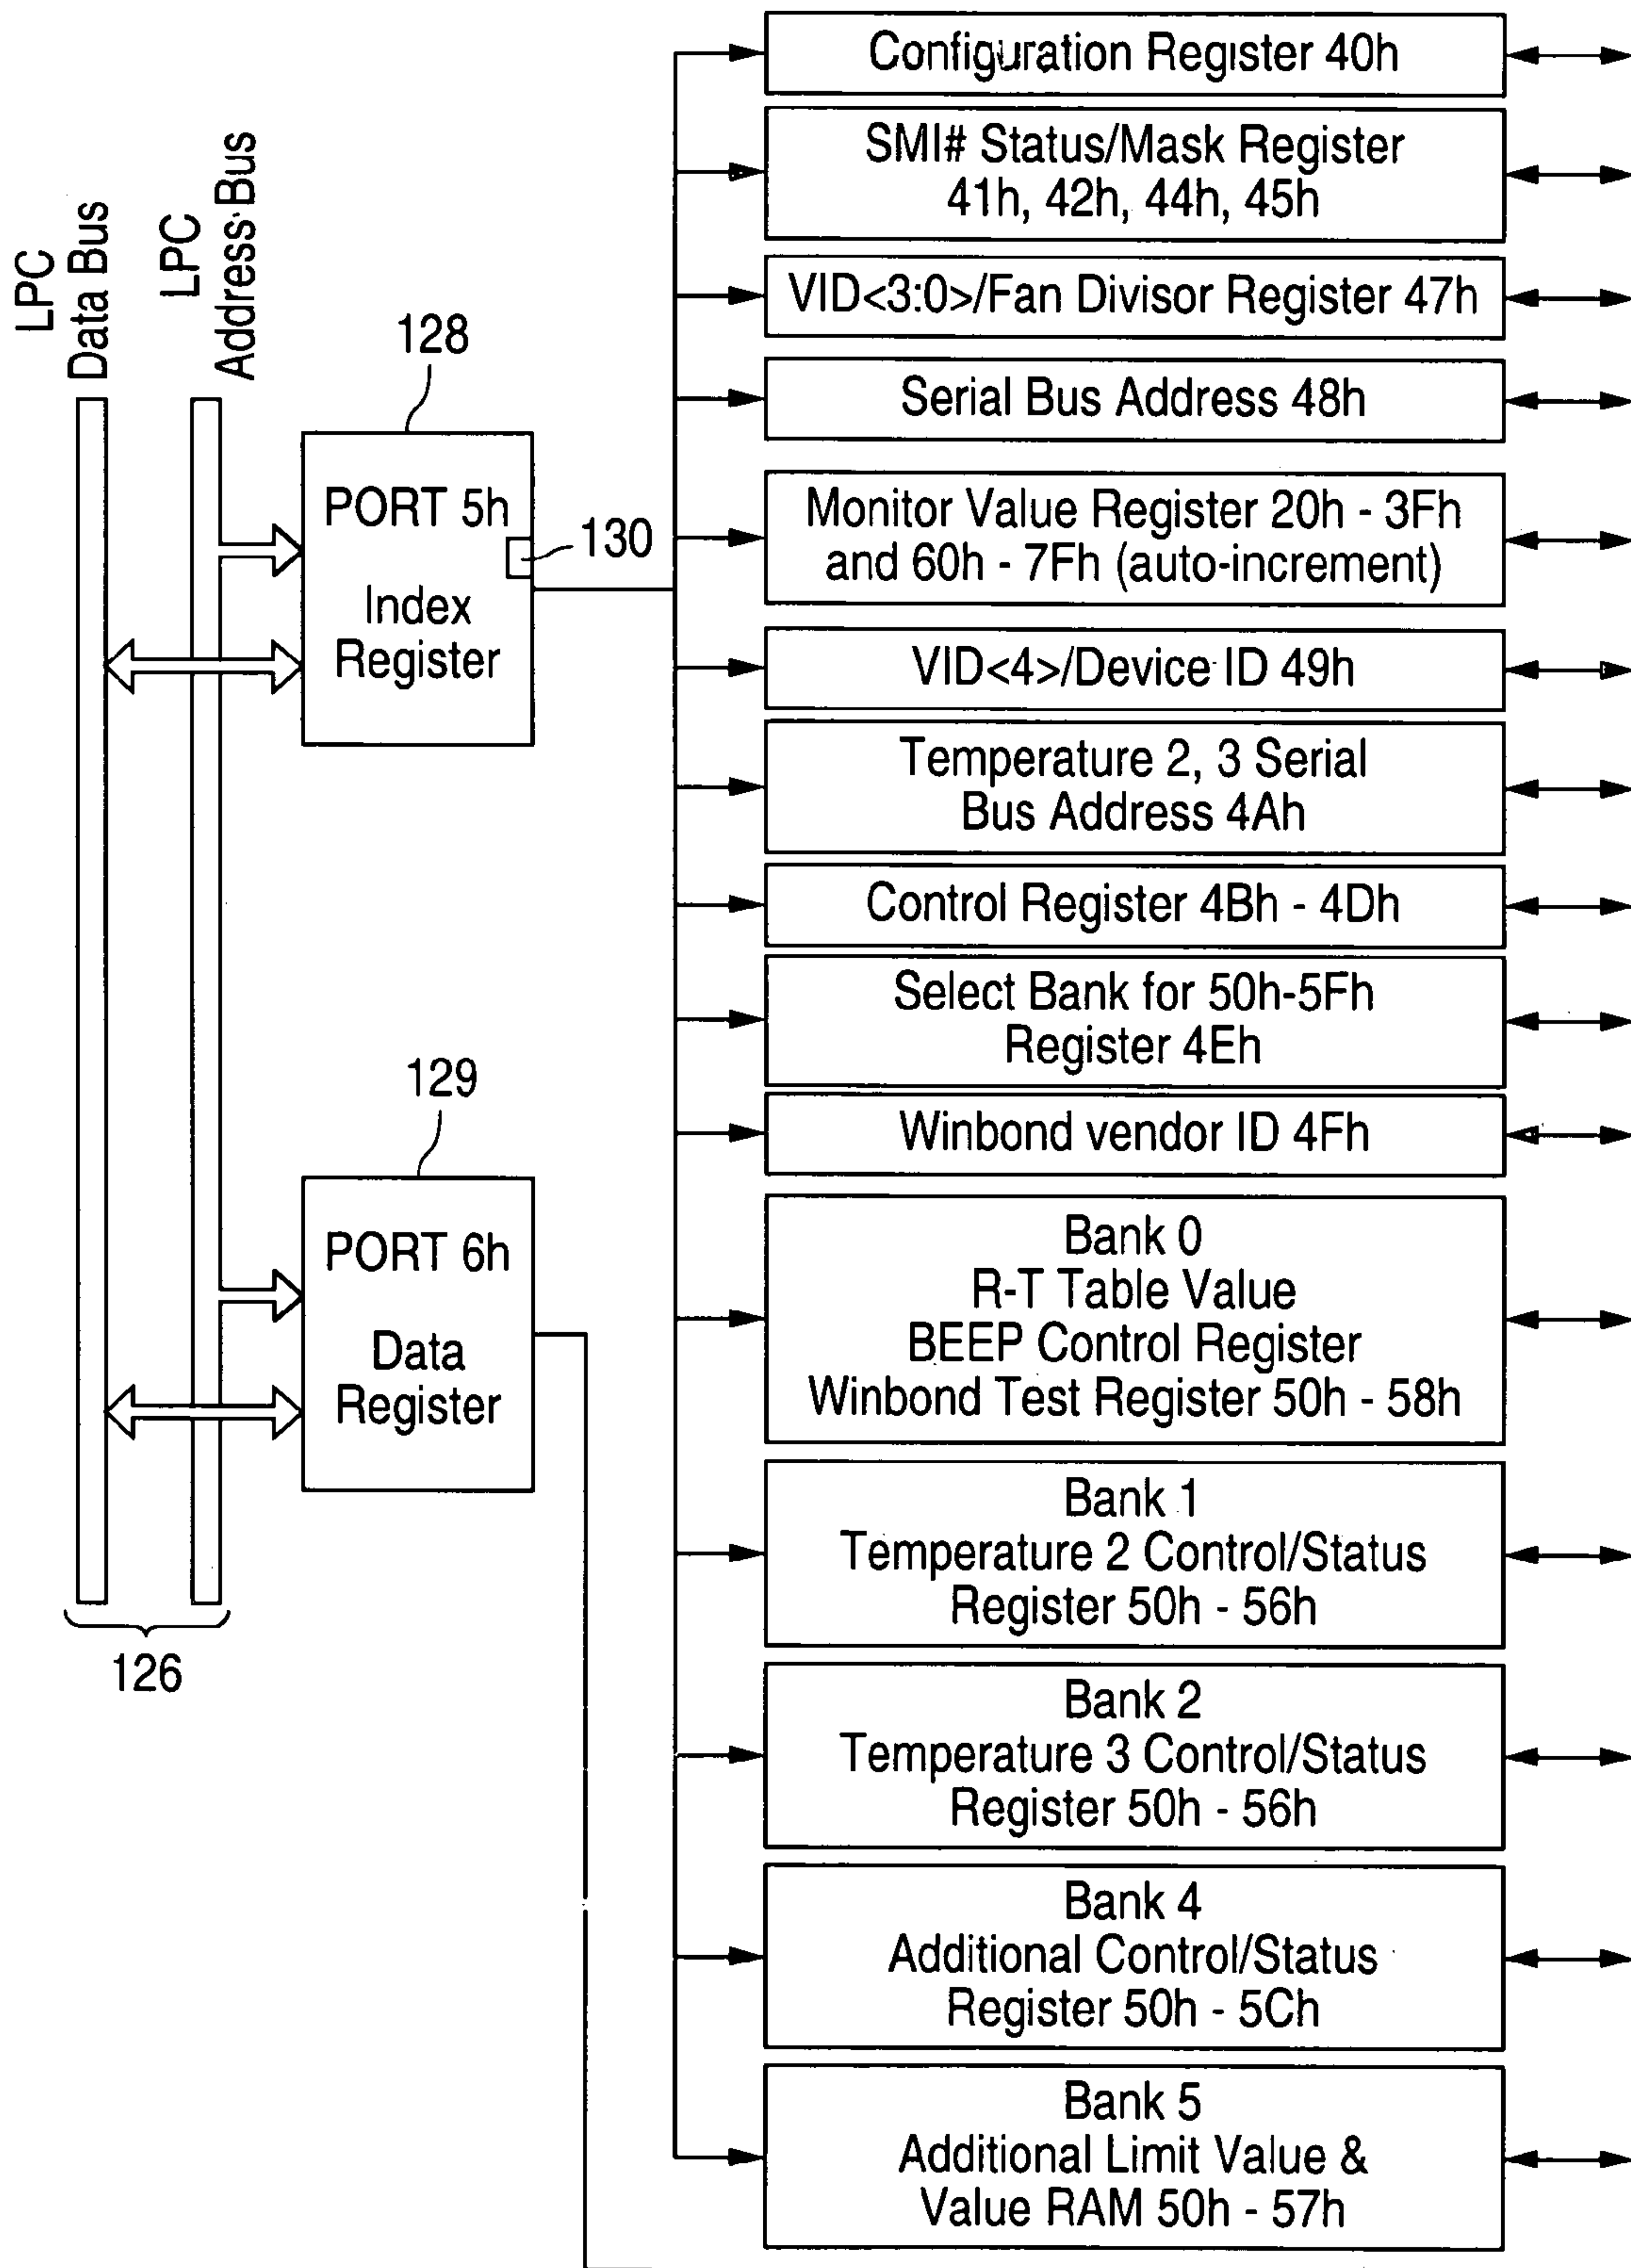 LPC
Data Bus
LPC
Address Bus
128
PORT 5h
130
Index
Register
129
PORT 6h
Data
Register
126
Configuration Register 40h
SMI# Status/Mask Register
41h, 42h, 44h, 45h
VID<3:0>/Fan Divisor Register 47h
Serial Bus Address 48h
Monitor Value Register 20h - 3Fh
and 60h - 7Fh (auto-increment)
VID<4>/Device ID 49h
Temperature 2, 3 Serial
Bus Address 4Ah
Control Register 4Bh - 4Dh
Select Bank for 50h-5Fh
Register 4Eh
Winbond vendor ID 4Fh
Bank 0
R-T Table Value
BEEP Control Register
Winbond Test Register 50h - 58h
Bank 1
Temperature 2 Control/Status
Register 50h - 56h
Bank 2
Temperature 3 Control/Status
Register 50h - 56h
Bank 4
Additional Control/Status
Register 50h - 5Ch
Bank 5
Additional Limit Value &
Value RAM 50h - 57h